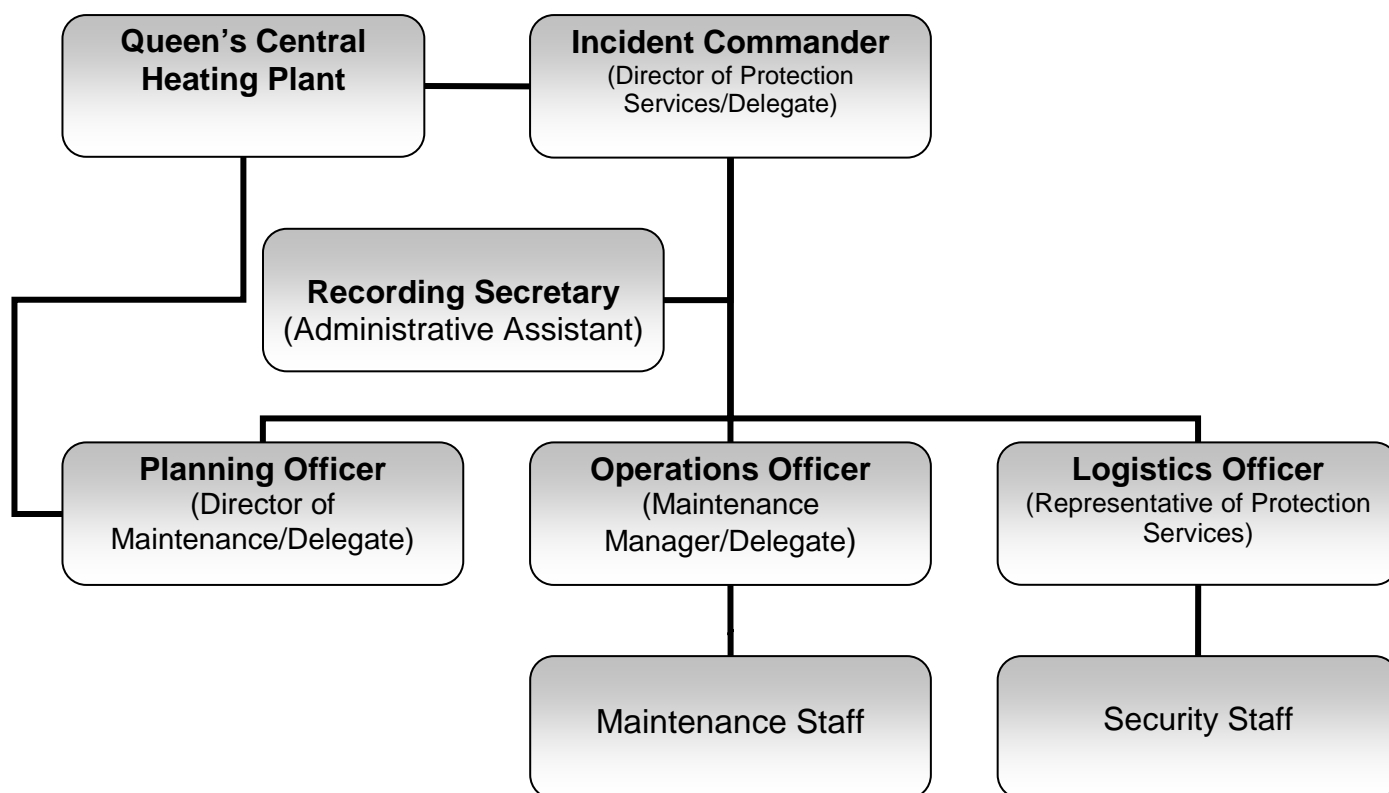 Queen’s Central
Heating Plant
Incident Commander
(Director of Protection
Services/Delegate)
Recording Secretary
(Administrative Assistant)
Planning Officer
(Director of
Maintenance/Delegate)
Operations Officer
(Maintenance
Manager/Delegate)
Logistics Officer
(Representative of Protection
Services)
Maintenance Staff
Security Staff